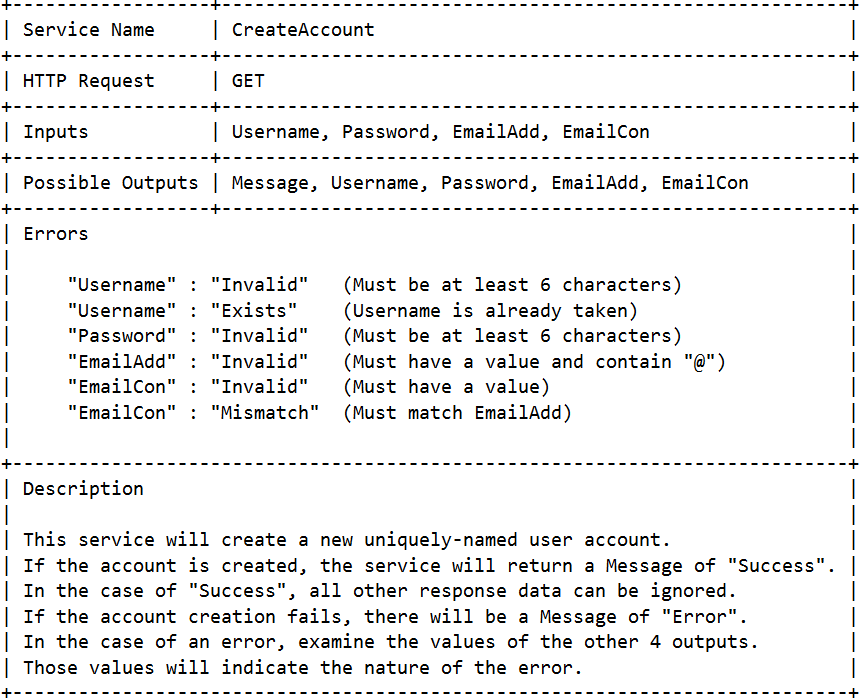 +------------------+---------------------------------------------------------+
| Service Name     | CreateAccount                                           |
+------------------+---------------------------------------------------------+
| HTTP Request     | GET                                                     |
+------------------+---------------------------------------------------------+
| Inputs           | Username, Password, EmailAdd, EmailCon                  |
+------------------+---------------------------------------------------------+
| Possible Outputs | Message, Username, Password, EmailAdd, EmailCon         |
+------------------+---------------------------------------------------------+
| Errors                                                                     |
|                                                                            |
|     "Username" : "Invalid"   (Must be at least 6 characters)               |
|     "Username" : "Exists"    (Username is already taken)                   |
|     "Password" : "Invalid"   (Must be at least 6 characters)               |
|     "EmailAdd" : "Invalid"   (Must have a value and contain "@")           |
|     "EmailCon" : "Invalid"   (Must have a value)                           |
|     "EmailCon" : "Mismatch"  (Must match EmailAdd)                         |
|                                                                            |
+----------------------------------------------------------------------------+
| Description                                                                |
|                                                                            |
| This service will create a new uniquely-named user account.                |
| If the account is created, the service will return a Message of "Success". |
| In the case of "Success", all other response data can be ignored.          |
| If the account creation fails, there will be a Message of "Error".         |
| In the case of an error, examine the values of the other 4 outputs.        |
| Those values will indicate the nature of the error.                        |
+----------------------------------------------------------------------------+